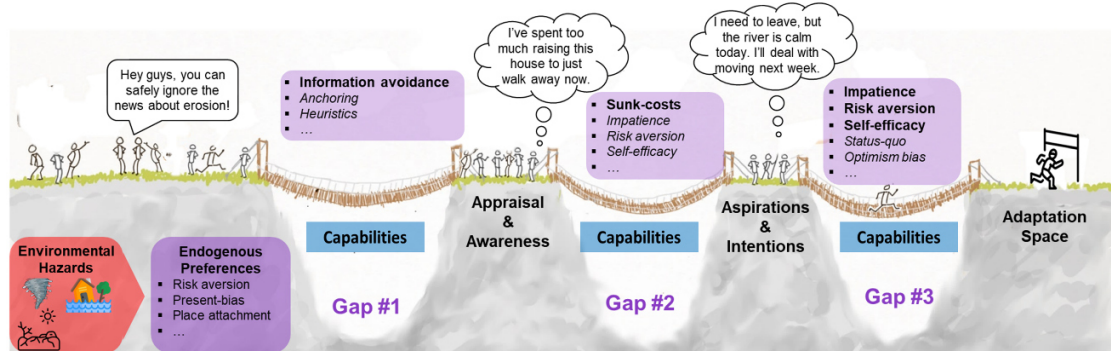 Hey guys, you can
safely ignore the
news about erosion!
▪ Information avoidance
▪ Anchoring
▪ Heuristics
▪ …
I’ve spent too
much raising this
house to just
walk away now.
▪ Sunk-costs
▪ Impatience
▪ Risk aversion
▪ Self-efficacy
▪ …
I need to leave, but
the river is calm
today. I’ll deal with
moving next week.
▪ Impatience
▪ Risk aversion
▪ Self-efficacy
▪ Status-quo
▪ Optimism bias
▪ …
Environmental
Hazards
Endogenous
Preferences
▪ Risk aversion
▪ Present-bias
▪ Place attachment
▪ …
Capabilities
Gap #1
Appraisal
&
Awareness
Capabilities
Gap #2
Aspirations
&
Intentions
Capabilities
Gap #3
Adaptation
Space